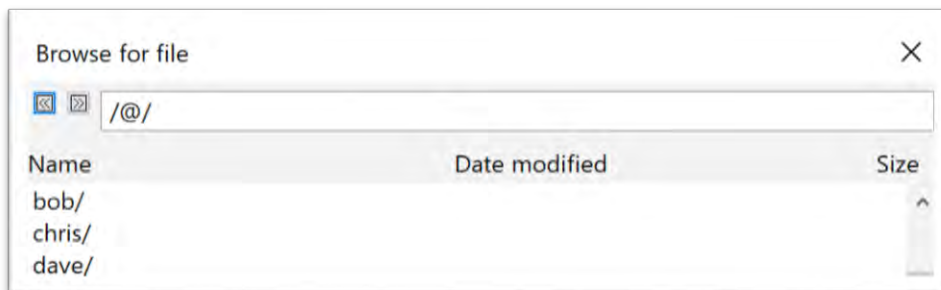 Browse for file
/@/
Name Date modified Size
bob/
chris/
dave/